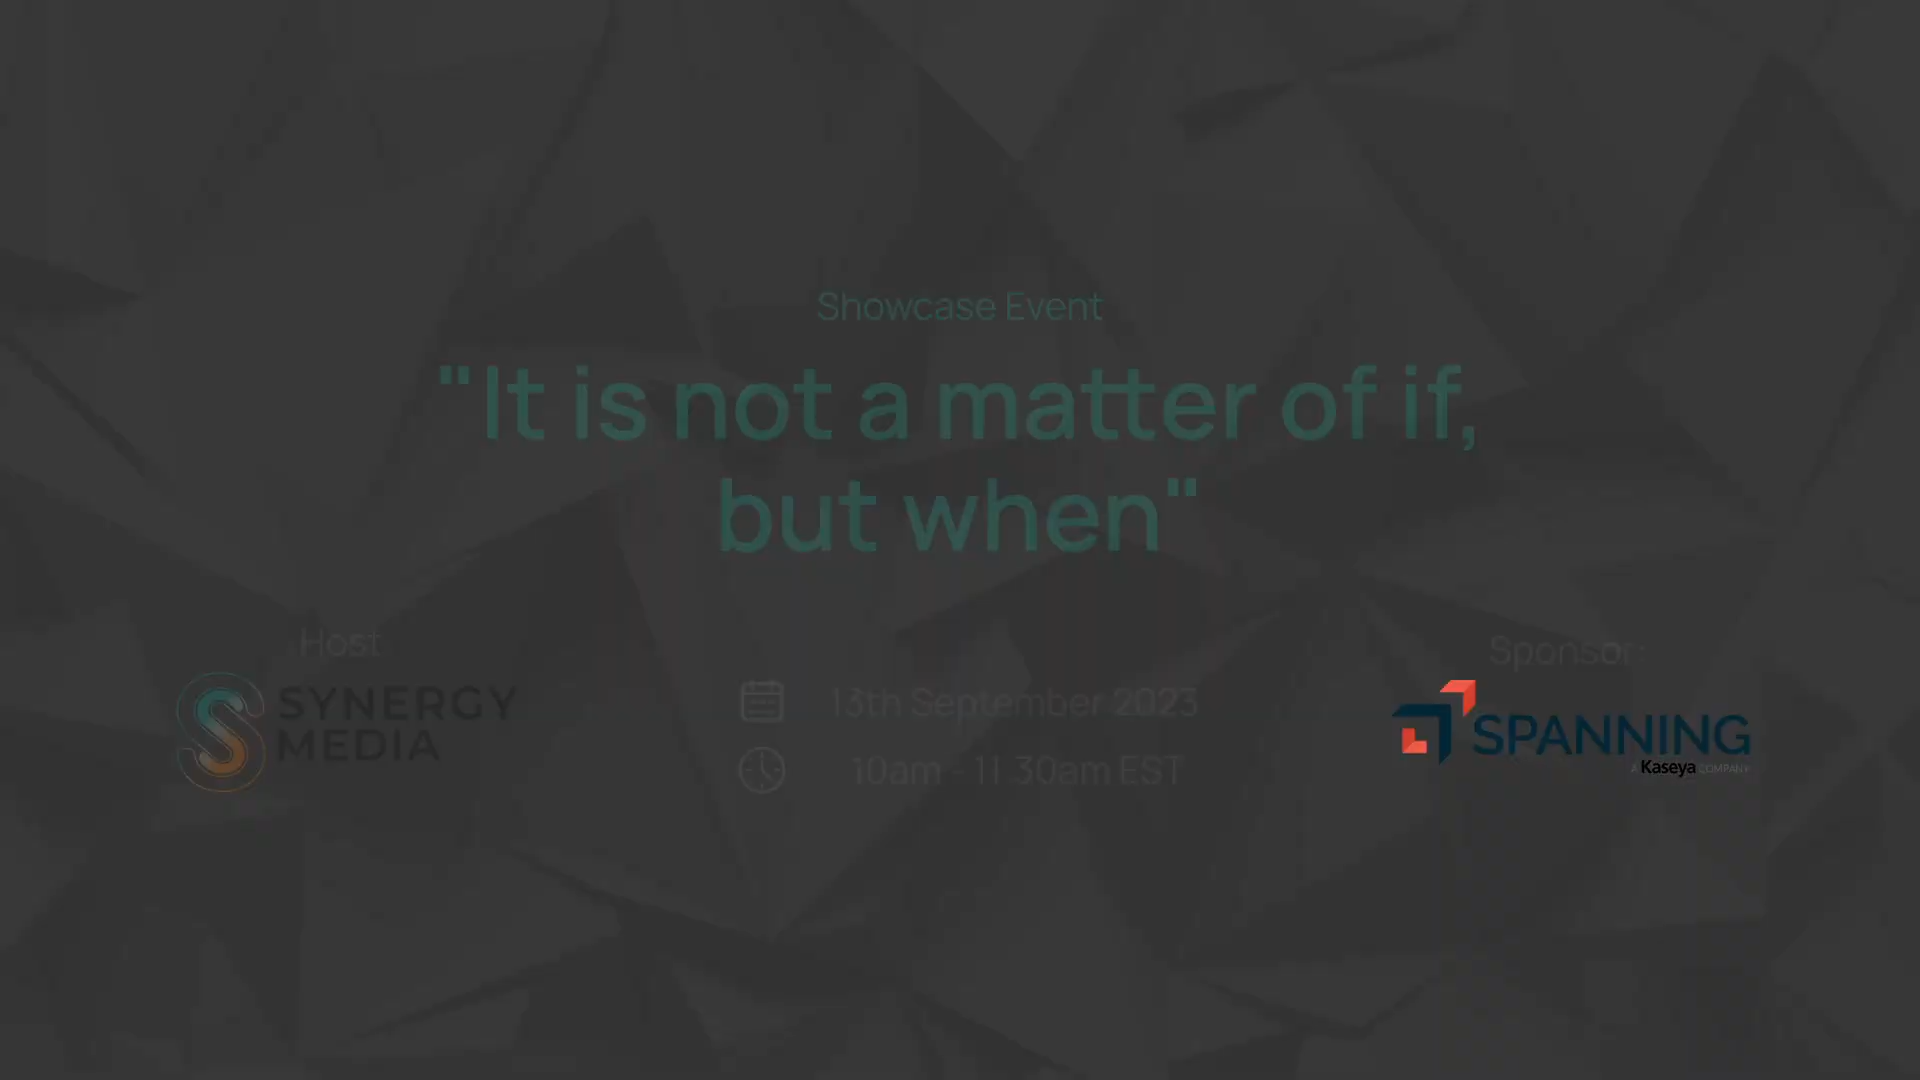 Showcase Event
"It is not a matter of if,
but when"
Host
SYNERGY
MEDIA
13th September 2023
10am 11 30am EST
Sponsor:
SPANNING
A Kaseya COMPANY